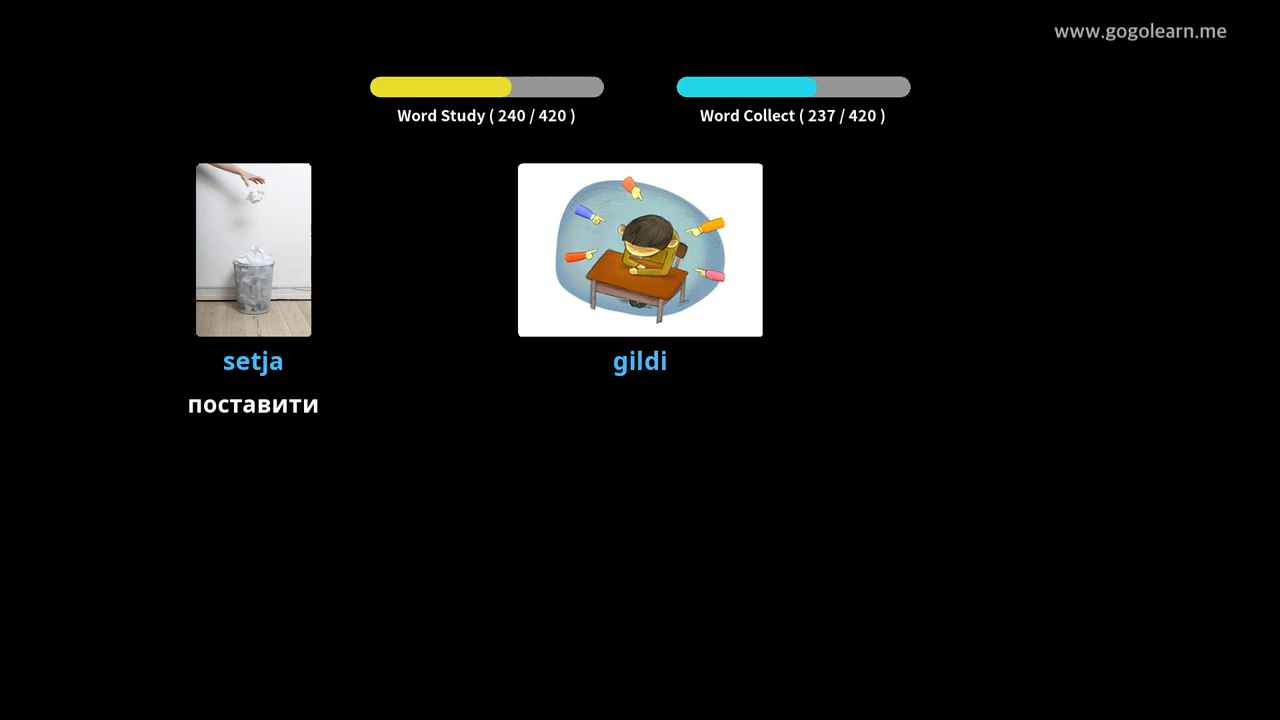 www.gogolearn.me
Word Study ( 240 / 420 )
Word Collect ( 237 / 420 )
setja
gildi
поставити